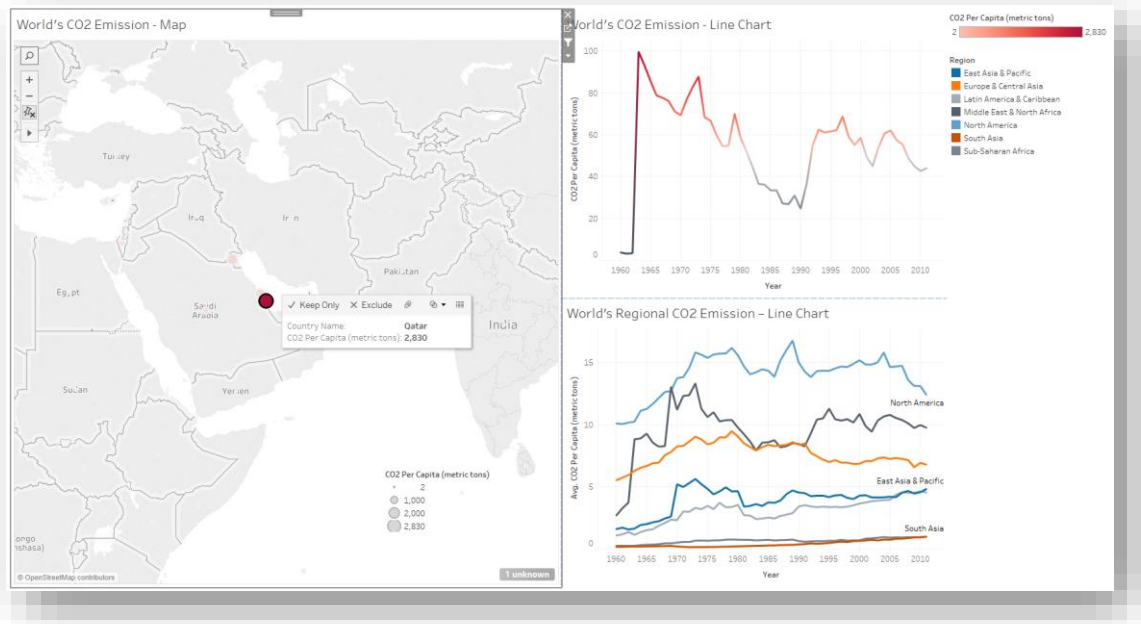 World's CO2 Emission - Map
Turkey
Iraq
Iran
Pakistan
Egypt
Saudi
Arabia
India
Sudan
Yemen
Keep Only
Exclude
Country Name: Qatar
CO2 Per Capita (metric tons): 2,830
CO2 Per Capita (metric tons)
2
1,000
2,000
2,830
© OpenStreetMap contributors
1 unknown
World's CO2 Emission - Line Chart
CO2 Per Capita (metric tons)
100
80
60
40
20
0
1960 1965 1970 1975 1980 1985 1990 1995 2000 2005 2010
Year
CO2 Per Capita (metric tons)
2 2,830
Region
East Asia & Pacific
Europe & Central Asia
Latin America & Caribbean
Middle East & North Africa
North America
South Asia
Sub-Saharan Africa
World's Regional CO2 Emission – Line Chart
Avg. CO2 Per Capita (metric tons)
15
10
5
0
North America
East Asia & Pacific
South Asia
1960 1965 1970 1975 1980 1985 1990 1995 2000 2005 2010
Year